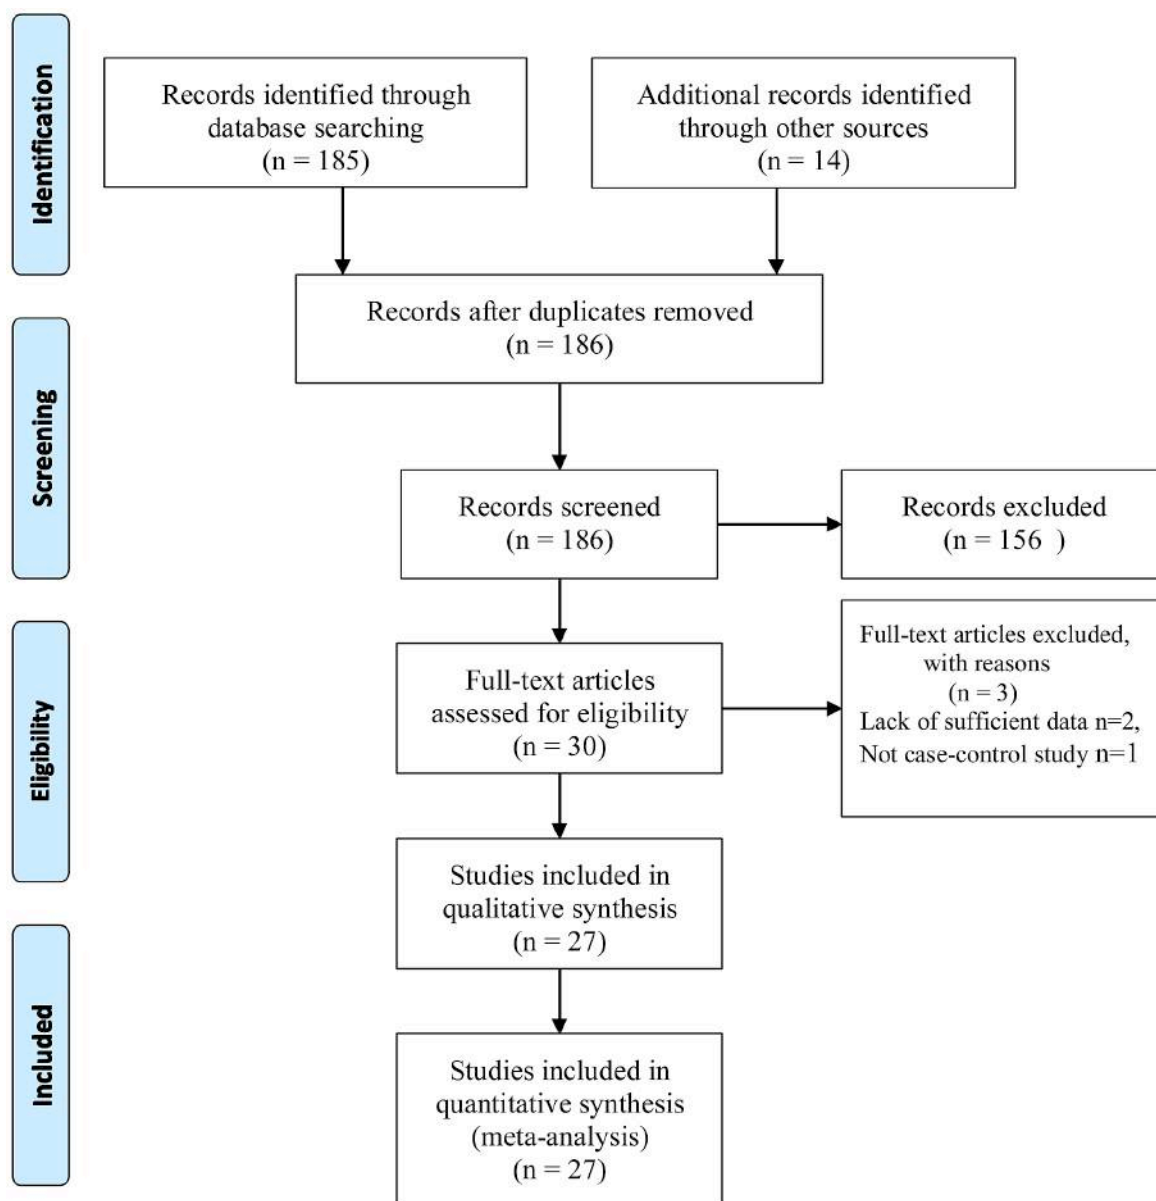 Identification
Records identified through
database searching
(n = 185)
Additional records identified
through other sources
(n = 14)
Records after duplicates removed
(n = 186)
Screening
Records screened
(n = 186)
Records excluded
(n = 156  )
Eligibility
Full-text articles
assessed for eligibility
(n = 30)
Full-text articles excluded,
with reasons
(n = 3)
Lack of sufficient data n=2,
Not case-control study n=1
Studies included in
qualitative synthesis
(n = 27)
Included
Studies included in
quantitative synthesis
(meta-analysis)
(n = 27)